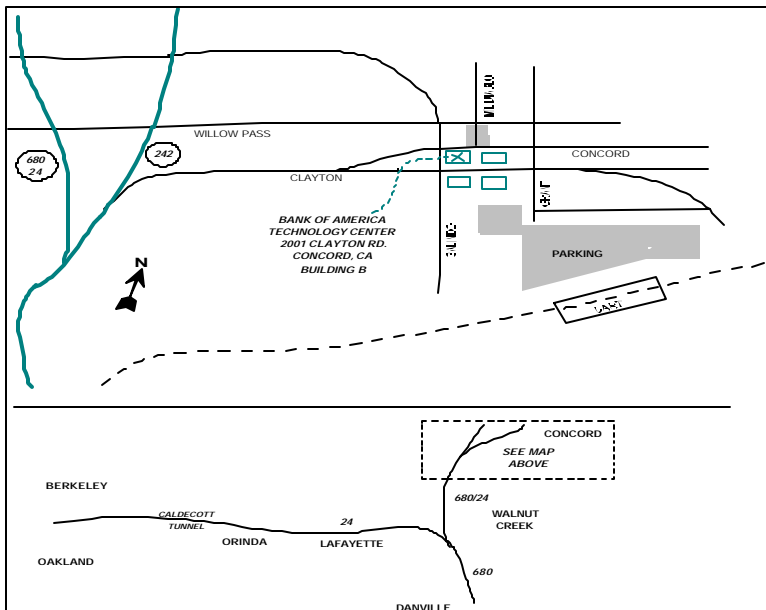 WILLOW PASS
680
24
242
CONCORD
CLAYTON
BANK OF AMERICA
TECHNOLOGY CENTER
2001 CLAYTON RD.
CONCORD, CA
BUILDING B
N
PARKING
CONCORD
SEE MAP
ABOVE
BERKELEY
680/24
CALDECOTT
TUNNEL
24
WALNUT
CREEK
ORINDA
LAFAYETTE
OAKLAND
680
DANVILLE